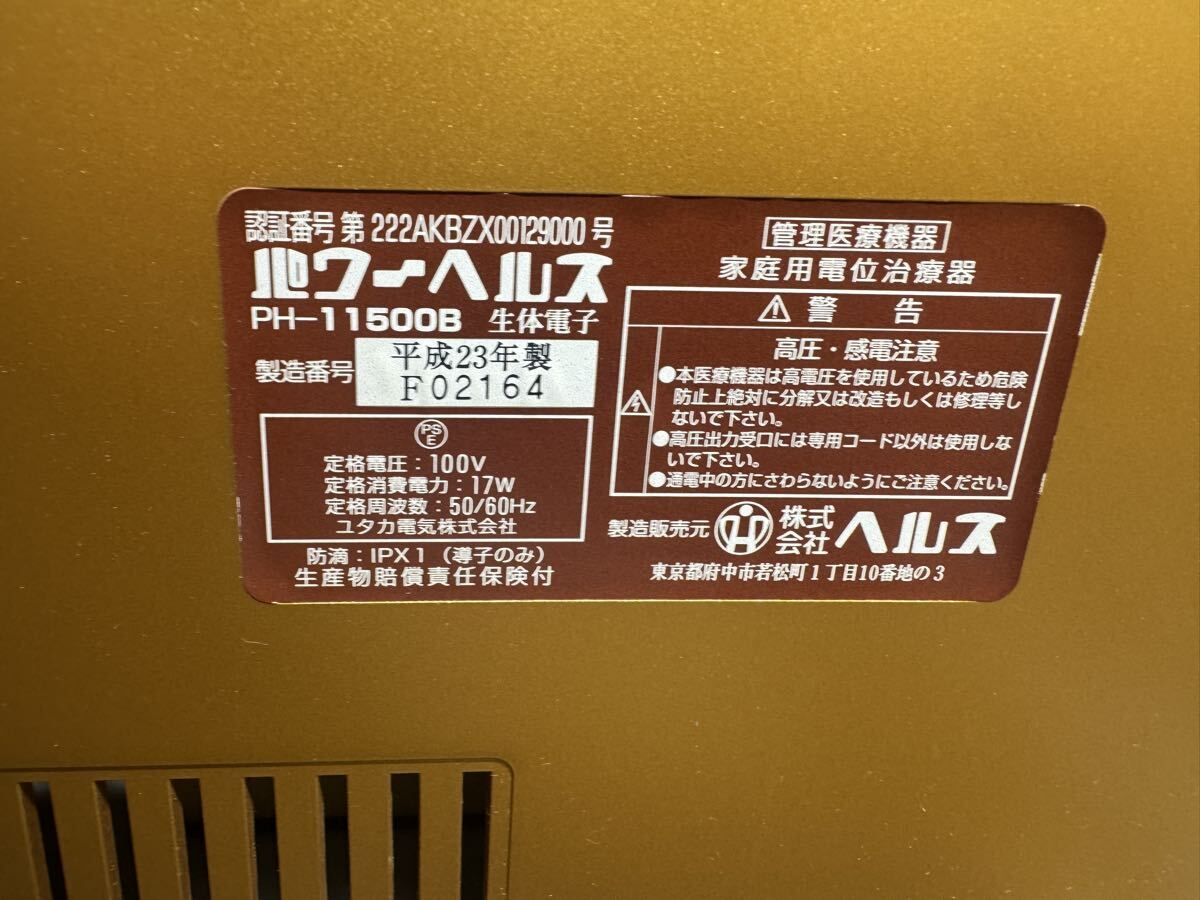 認証番号 第 222AKBZX00129000 号
パワーヘルス
PH-11500B 生体電子
製造番号
平成23年製
F02164
PS
E
定格電圧：100V
定格消費電力：17W
定格周波数：50/60Hz
ユタカ電気株式会社
防滴：IPX1（導子のみ）
生産物賠償責任保険付
管理医療機器
家庭用電位治療器
警 告
高圧・感電注意
●本医療機器は高電圧を使用しているため危険
防止上絶対に分解又は改造もしくは修理等し
ないで下さい。
●高圧出力受口には専用コード以外は使用しな
いで下さい。
●通電中の方にさわらないようにご注意ください。
製造販売元 株式会社 ヘルス
東京都府中市若松町1丁目10番地の3